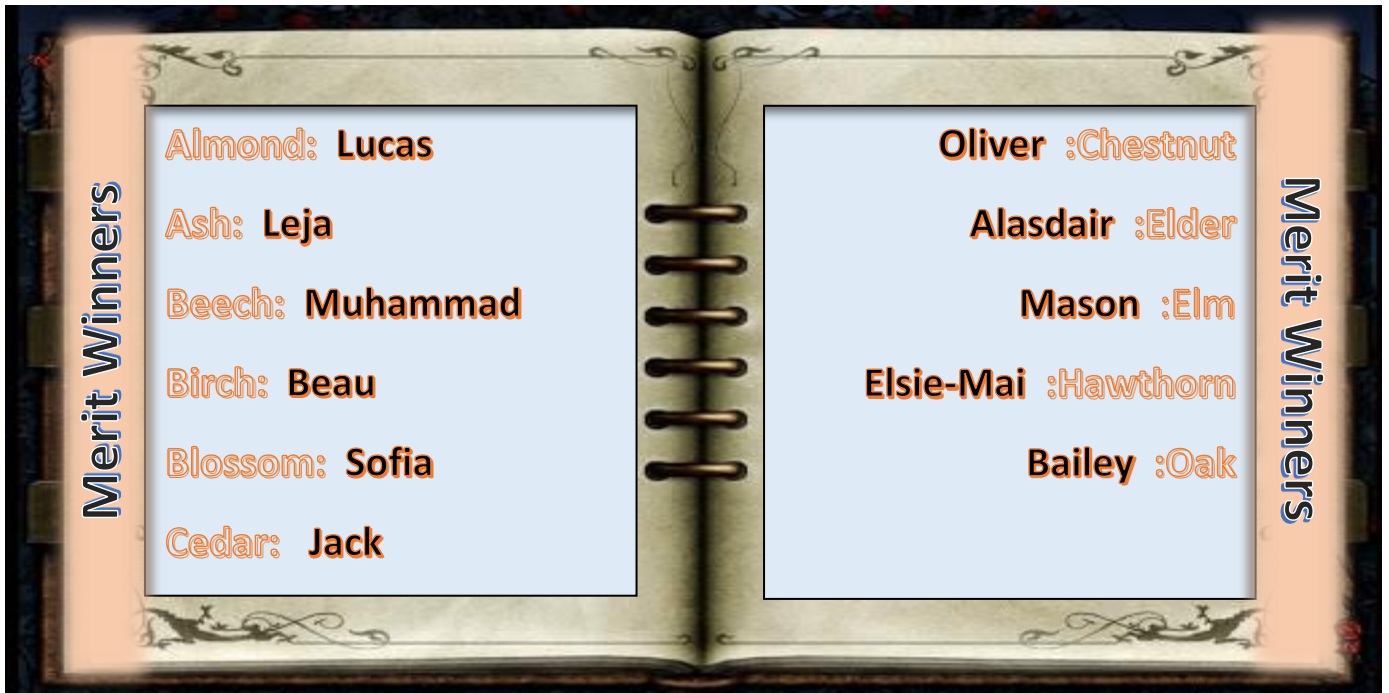 Merit Winners
Almond: Lucas
Ash: Leja
Beech: Muhammad
Birch: Beau
Blossom: Sofia
Cedar: Jack
Oliver :Chestnut
Alasdair :Elder
Mason :Elm
Elsie-Mai :Hawthorn
Bailey :Oak
Merit Winners